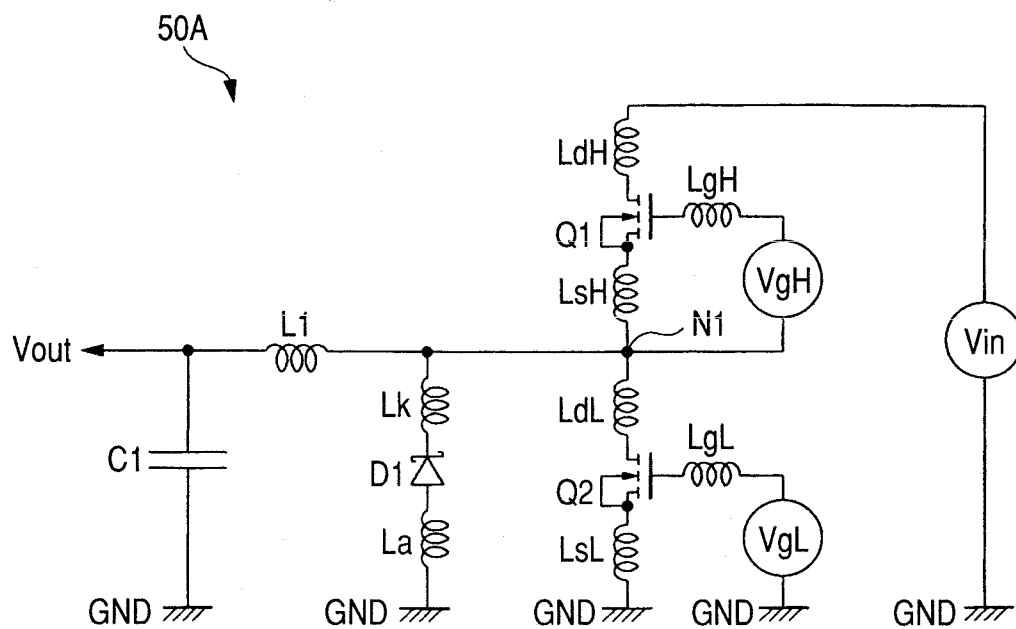 50A
LdH
LgH
Q1
VgH
LsH
L1
N1
Vout
Vin
Lk
LdL
LgL
C1
D1
Q2
La
LsL
VgL
GND
GND
GND
GND
GND